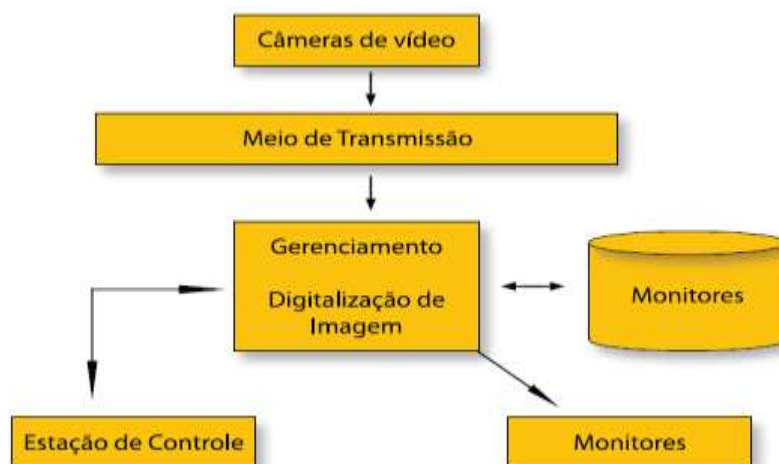 Câmeras de vídeo
Meio de Transmissão
Gerenciamento
Digitalização de
Imagem
Monitores
Estação de Controle
Monitores